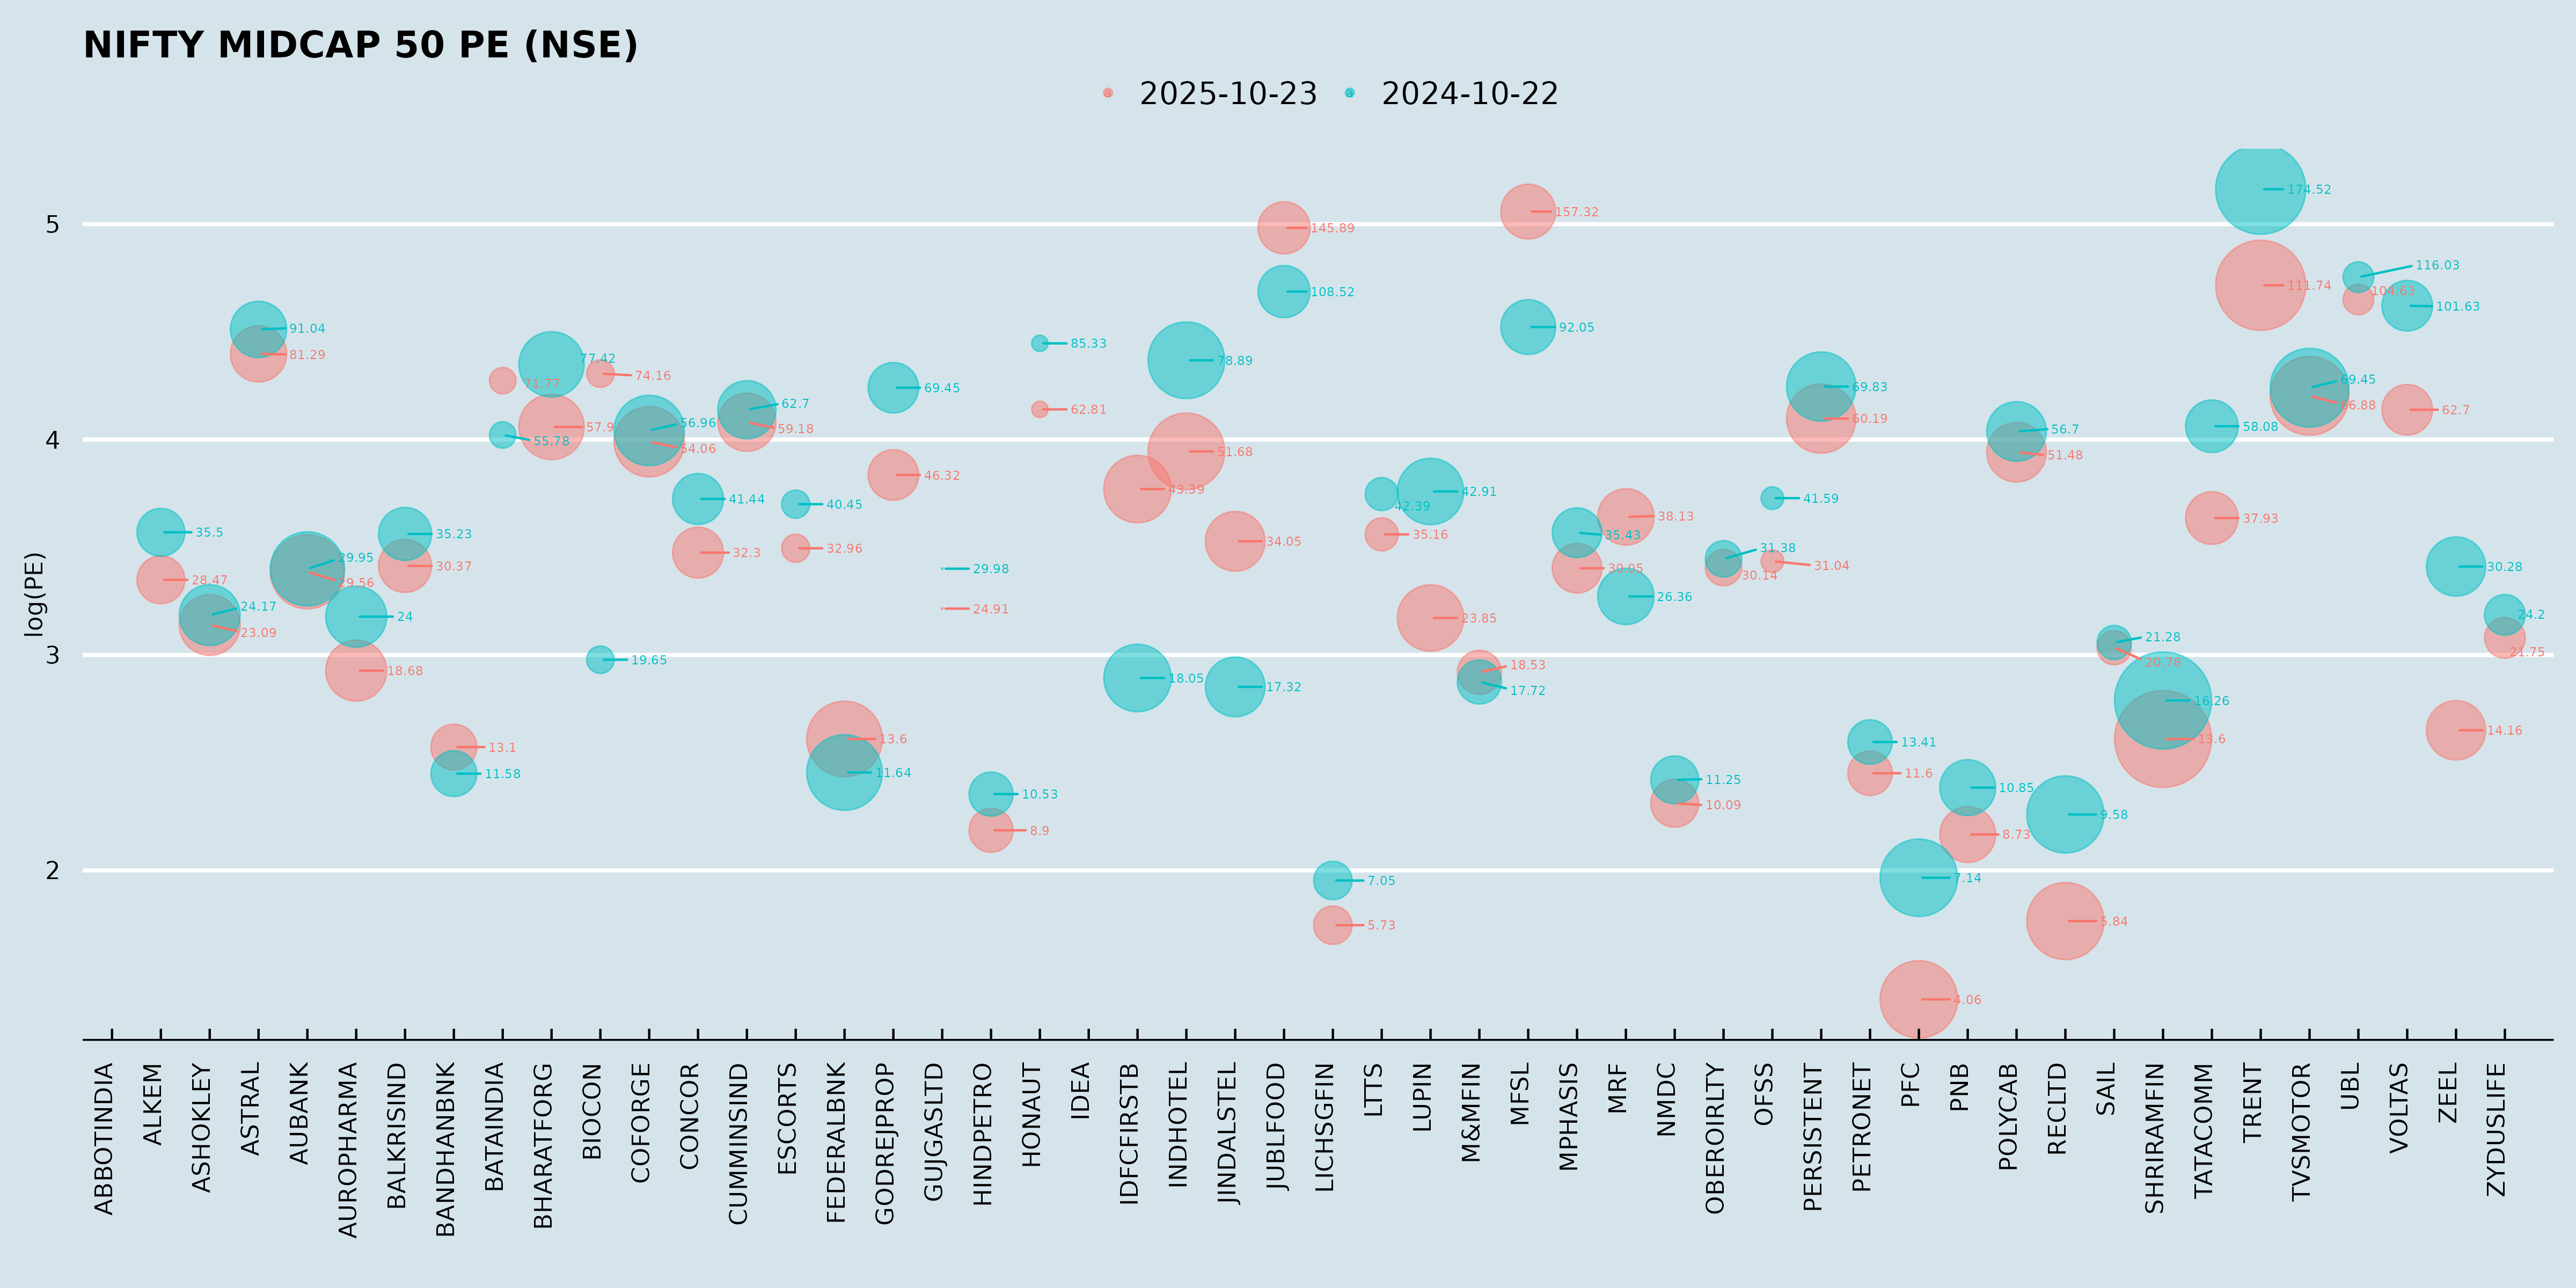 NIFTY MIDCAP 50 PE (NSE)
2025-10-23 2024-10-22
log(PE)
5
4
3
2
35.5
28.47
24.17
23.09
91.04
81.29
29.95
29.56
24
18.68
35.23
30.37
13.1
11.58
71.77
55.78
77.42
57.9
74.16
19.65
56.96
54.06
41.44
32.3
62.7
59.18
40.45
32.96
13.6
11.64
69.45
46.32
29.98
24.91
10.53
8.9
85.33
62.81
43.39
18.05
78.89
51.68
34.05
17.32
145.89
108.52
7.05
5.73
42.39
35.16
42.91
23.85
18.53
17.72
157.32
92.05
35.43
30.05
38.13
26.36
11.25
10.09
31.38
30.14
41.59
31.04
69.83
60.19
13.41
11.6
7.14
4.06
10.85
8.73
56.7
51.48
9.58
5.84
21.28
20.78
16.26
13.6
58.08
37.93
174.52
111.74
69.45
66.88
116.03
104.63
101.63
62.7
30.28
14.16
24.2
21.75
ABBOTINDIA
ALKEM
ASHOKLEY
ASTRAL
AUBANK
AUROPHARMA
BALKRISIND
BANDHANBNK
BATAINDIA
BHARATFORG
BIOCON
COFORGE
CONCOR
CUMMINSIND
ESCORTS
FEDERALBNK
GODREJPROP
GUJGASLTD
HINDPETRO
HONAUT
IDEA
IDFCFIRSTB
INDHOTEL
JINDALSTEL
JUBLFOOD
LICHSGFIN
LTTS
LUPIN
M&MFIN
MFSL
MPHASIS
MRF
NMDC
OBEROIRLTY
OFSS
PERSISTENT
PETRONET
PFC
PNB
POLYCAB
RECLTD
SAIL
SHRIRAMFIN
TATACOMM
TRENT
TVSMOTOR
UBL
VOLTAS
ZEEL
ZYDUSLIFE